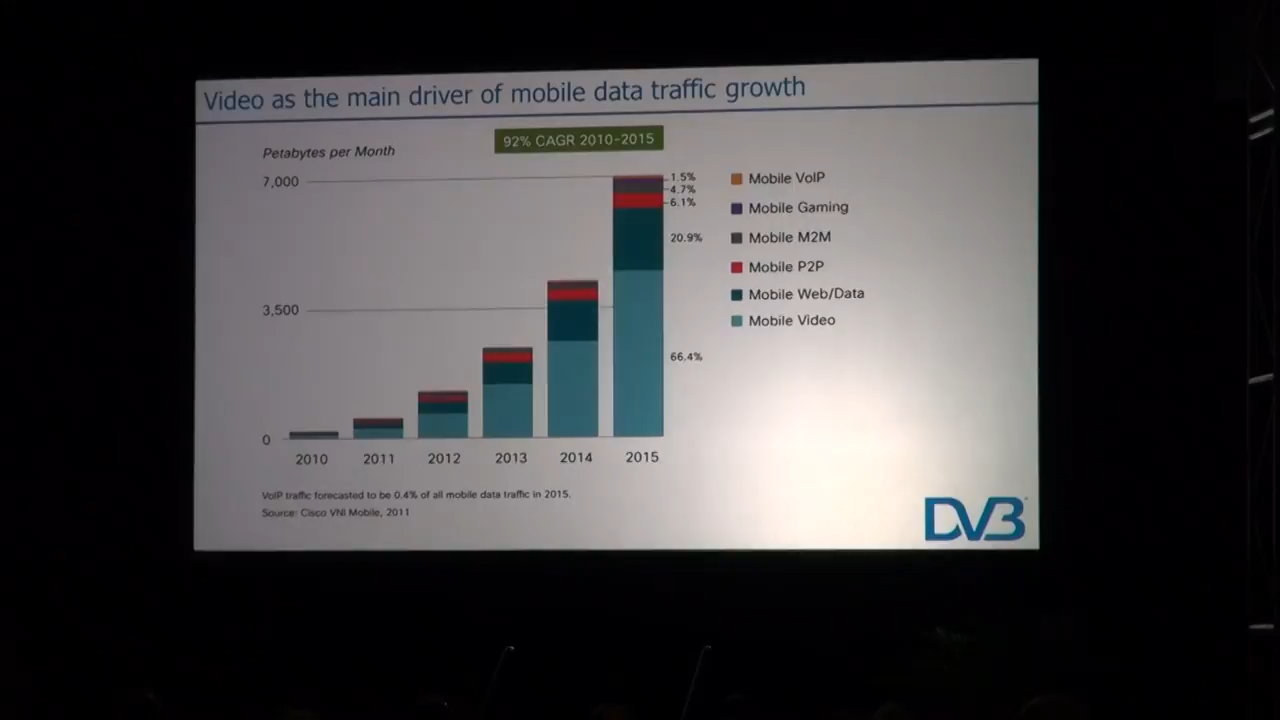 Video as the main driver of mobile data traffic growth
92% CAGR 2010-2015
Petabytes per Month
7,000
3,500
0
1.5%
4.7%
6.1%
20.9%
66.4%
Mobile VoIP
Mobile Gaming
Mobile M2M
Mobile P2P
Mobile Web/Data
Mobile Video
2010 2011 2012 2013 2014 2015
VoIP traffic forecasted to be 0.4% of all mobile data traffic in 2015.
Source: Cisco VNI Mobile, 2011
DVB